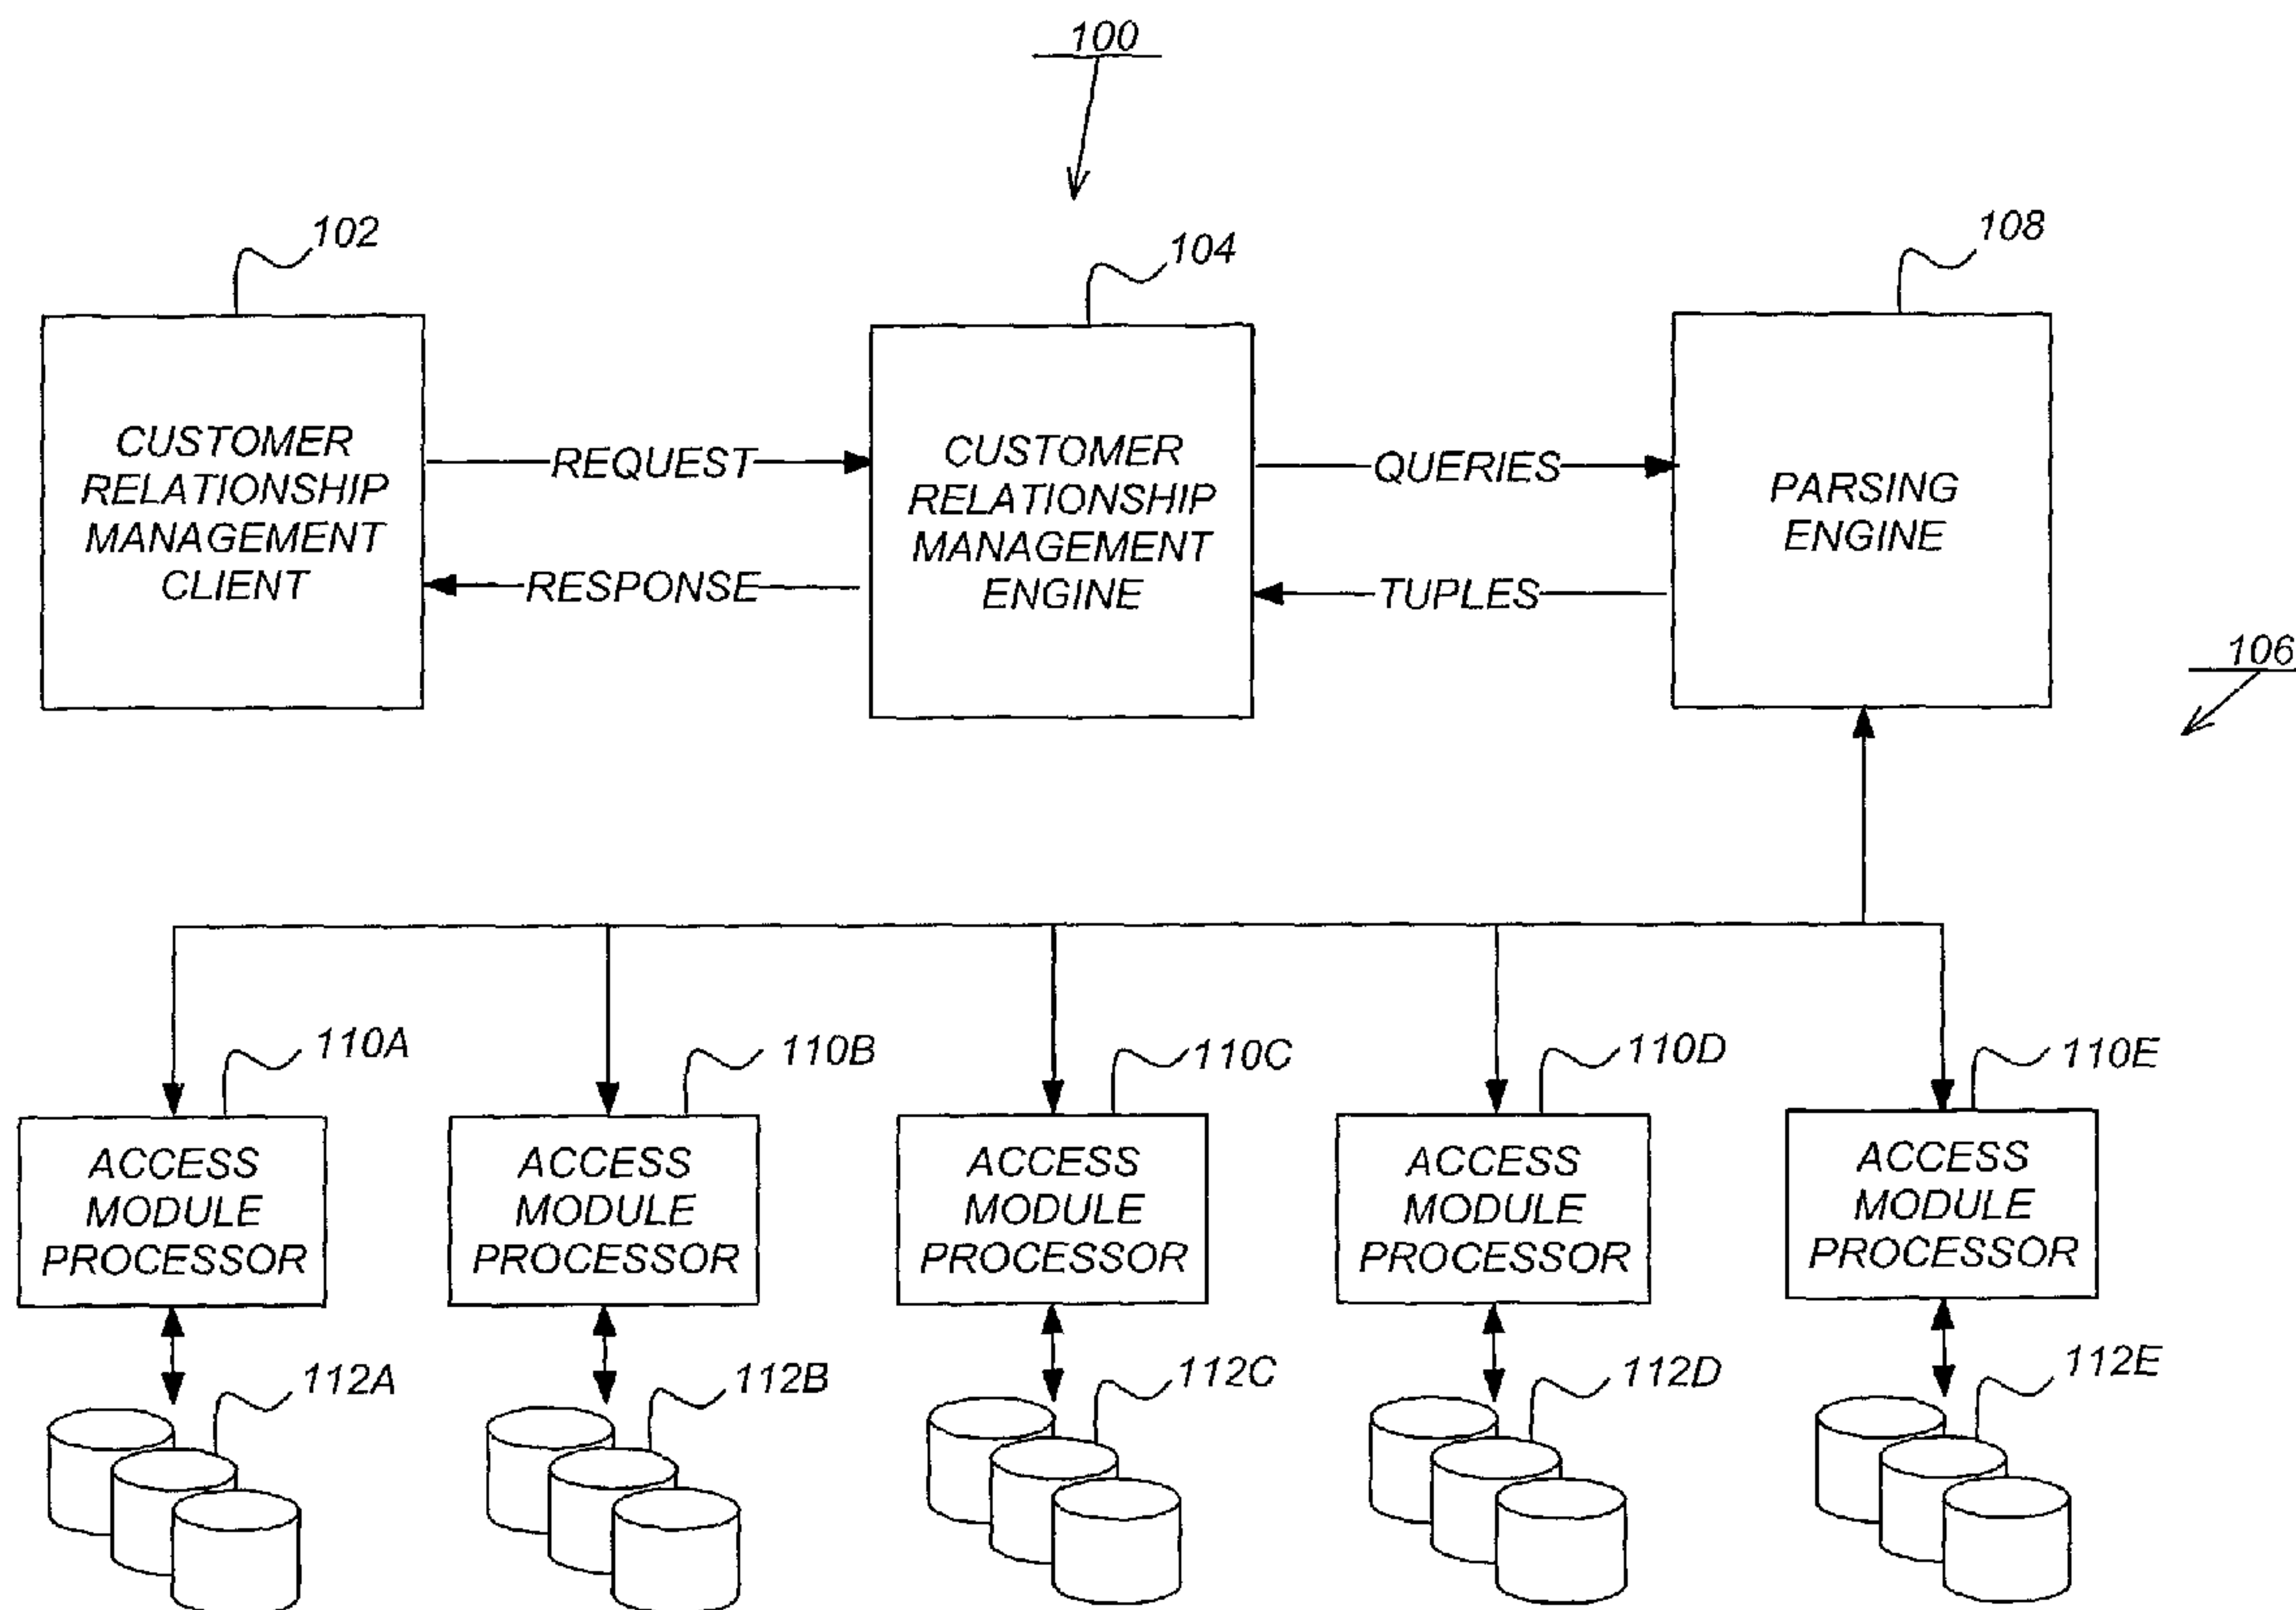 100
102
104
108
CUSTOMER
RELATIONSHIP
MANAGEMENT
CLIENT
REQUEST
RESPONSE
CUSTOMER
RELATIONSHIP
MANAGEMENT
ENGINE
QUERIES
TUPLES
PARSING
ENGINE
106
110A
110B
110C
110D
110E
ACCESS
MODULE
PROCESSOR
ACCESS
MODULE
PROCESSOR
ACCESS
MODULE
PROCESSOR
ACCESS
MODULE
PROCESSOR
ACCESS
MODULE
PROCESSOR
112A
112B
112C
112D
112E